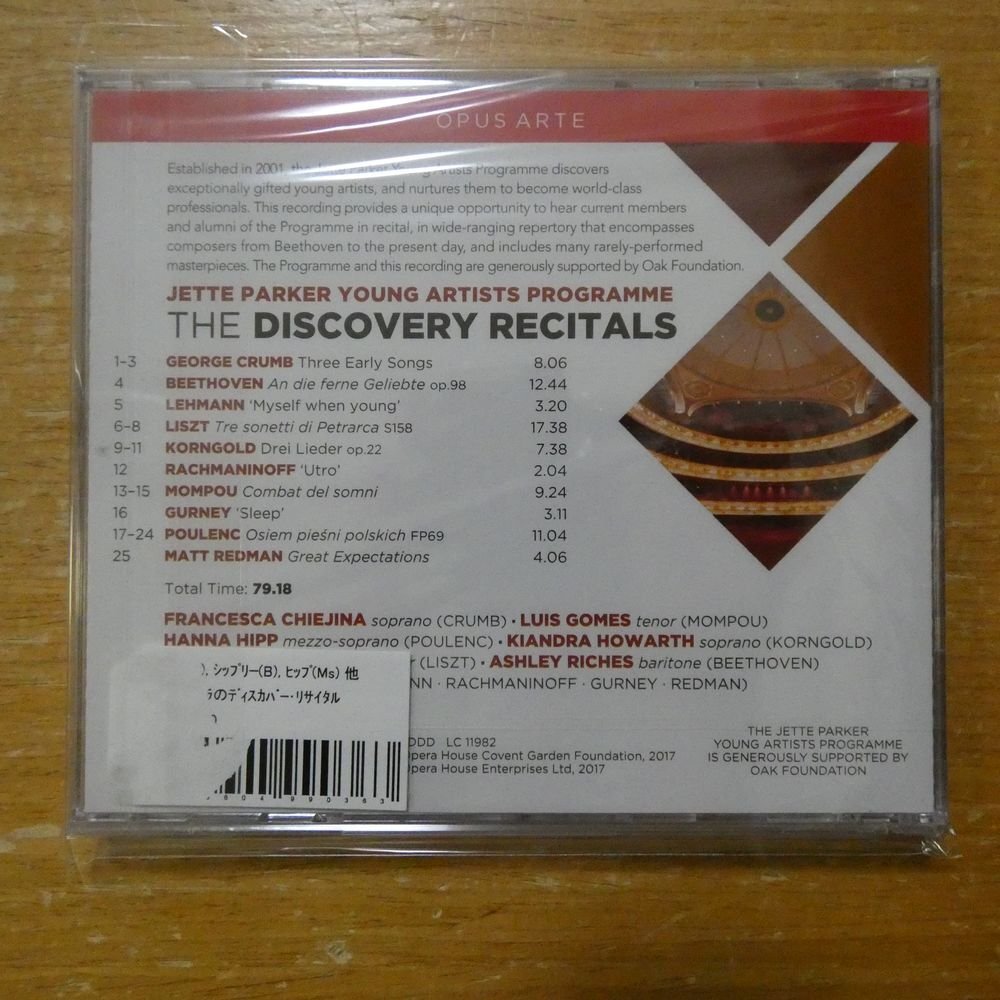 OPUS ARTE
Established in 2001, the Jette Parker Young Artists Programme discovers
exceptionally gifted young artists, and nurtures them to become world-class
professionals. This recording provides a unique opportunity to hear current members
and alumni of the Programme in recital, in wide-ranging repertory that encompasses
composers from Beethoven to the present day, and includes many rarely-performed
masterpieces. The Programme and this recording are generously supported by Oak Foundation.
JETTE PARKER YOUNG ARTISTS PROGRAMME
THE DISCOVERY RECITALS
1–3 GEORGE CRUMB Three Early Songs 8.06
4 BEETHOVEN An die ferne Geliebte op.98 12.44
5 LEHMANN ‘Myself when young’ 3.20
6–8 LISZT Tre sonetti di Petrarca S158 17.38
9–11 KORNGOLD Drei Lieder op.22 7.38
12 RACHMANINOFF ‘Utro’ 2.04
13–15 MOMPOU Combat del somni 9.24
16 GURNEY ‘Sleep’ 3.11
17–24 POULENC Osiem pieśni polskich FP69 11.04
25 MATT REDMAN Great Expectations 4.06
Total Time: 79.18
FRANCESCA CHIEJINA soprano (CRUMB) · LUIS GOMES tenor (MOMPOU)
HANNA HIPP mezzo-soprano (POULENC) · KIANDRA HOWARTH soprano (KORNGOLD)
(LISZT) · ASHLEY RICHES baritone (BEETHOVEN)
· RACHMANINOFF · GURNEY · REDMAN)
), シップリー(B), ヒップ(Ms) 他
のディスカバー・リサイタル
DDD LC 11982
Opera House Covent Garden Foundation, 2017
Opera House Enterprises Ltd, 2017
804990363
THE JETTE PARKER
YOUNG ARTISTS PROGRAMME
IS GENEROUSLY SUPPORTED BY
OAK FOUNDATION